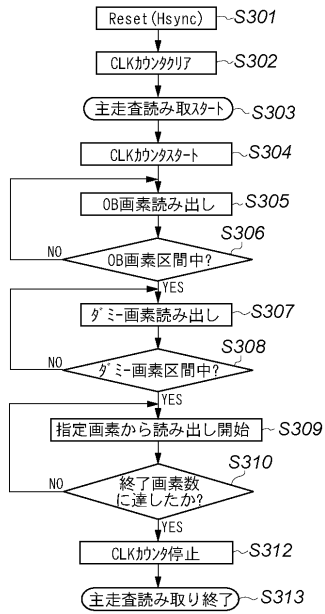 Reset(Hsync) S301
CLKカウンタクリア S302
主走査読み取スタート S303
CLKカウンタスタート S304
OB画素読み出し S305
OB画素区間中? S306
NO
YES
ダミー画素読み出し S307
ダミー画素区間中? S308
NO
YES
指定画素から読み出し開始 S309
終了画素数
に達したか? S310
NO
YES
CLKカウンタ停止 S312
主走査読み取り終了 S313